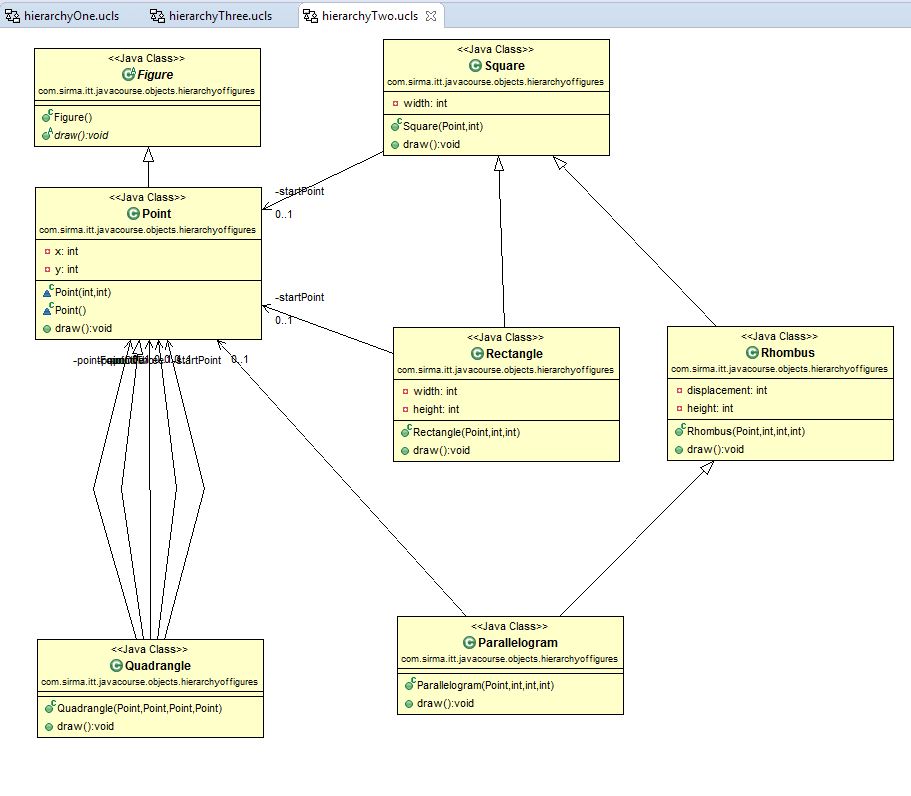 hierarchyOne.ucls
hierarchyThree.ucls
hierarchyTwo.ucls
<<Java Class>>
Figure
com.sirma.itt.javacourse.objects.hierarchyoffigures
Figure()
draw():void
<<Java Class>>
Square
com.sirma.itt.javacourse.objects.hierarchyoffigures
width: int
Square(Point,int)
draw():void
-startPoint
0..1
<<Java Class>>
Point
com.sirma.itt.javacourse.objects.hierarchyoffigures
x: int
y: int
Point(int,int)
Point()
draw():void
-startPoint
0..1
<<Java Class>>
Rectangle
com.sirma.itt.javacourse.objects.hierarchyoffigures
width: int
height: int
Rectangle(Point,int,int)
draw():void
<<Java Class>>
Rhombus
com.sirma.itt.javacourse.objects.hierarchyoffigures
displacement: int
height: int
Rhombus(Point,int,int,int)
draw():void
-startPoint
0..1
<<Java Class>>
Quadrangle
com.sirma.itt.javacourse.objects.hierarchyoffigures
Quadrangle(Point,Point,Point,Point)
draw():void
<<Java Class>>
Parallelogram
com.sirma.itt.javacourse.objects.hierarchyoffigures
Parallelogram(Point,int,int,int)
draw():void